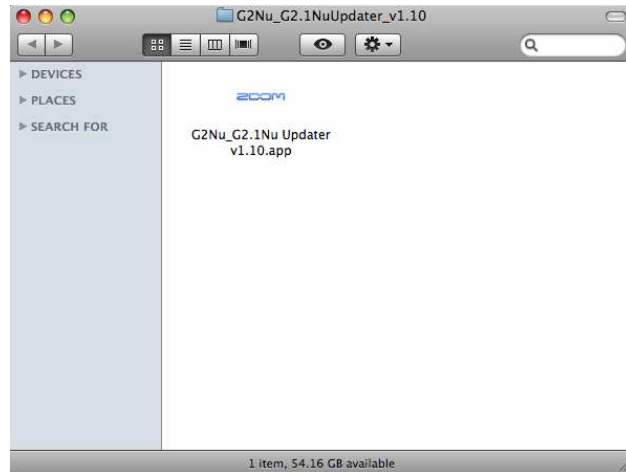 G2Nu_G2.1NuUpdater_v1.10
DEVICES
PLACES
SEARCH FOR
ZOOM
G2Nu_G2.1Nu Updater
v1.10.app
1 item, 54.16 GB available